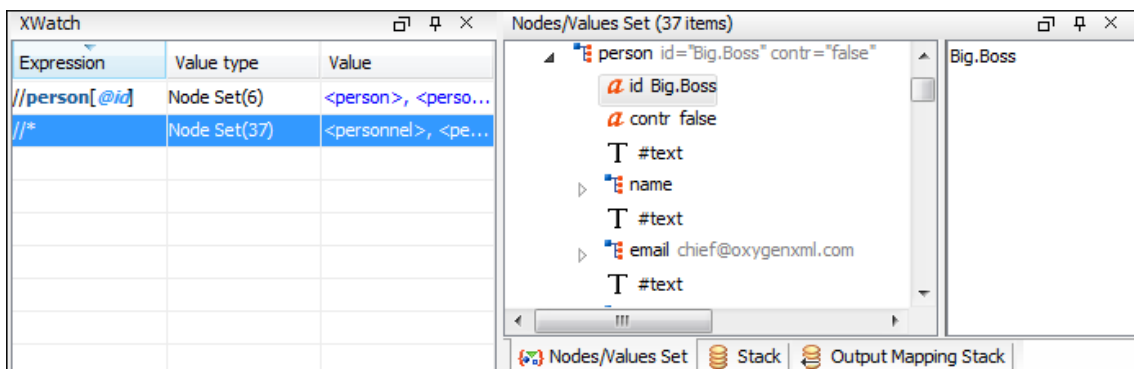 XWatch
Expression Value type Value
//person[@id] Node Set(6) <person>, <perso...
//* Node Set(37) <personnel>, <pe...
Nodes/Values Set (37 items)
person id="Big.Boss" contr="false"
id Big.Boss
contr false
#text
name
#text
email chief@oxygenxml.com
#text
Big.Boss
Nodes/Values Set Stack Output Mapping Stack